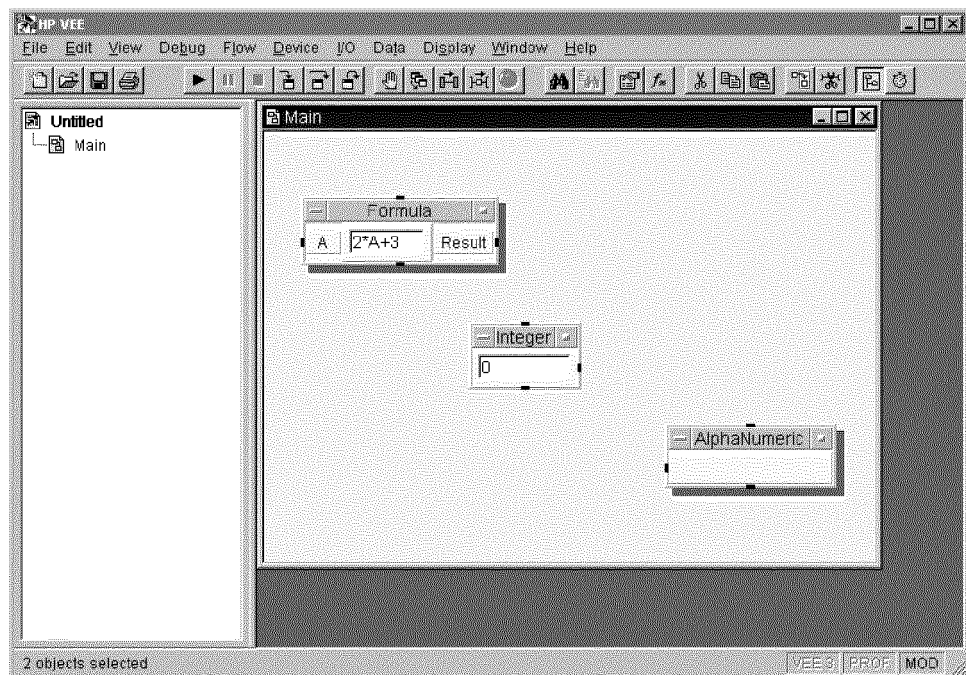 HP VEE
File Edit View Debug Flow Device I/O Data Display Window Help
Untitled
Main
Main
Formula
A 2*A+3 Result
Integer
0
AlphaNumeric
2 objects selected
VEE 3 PROF MOD